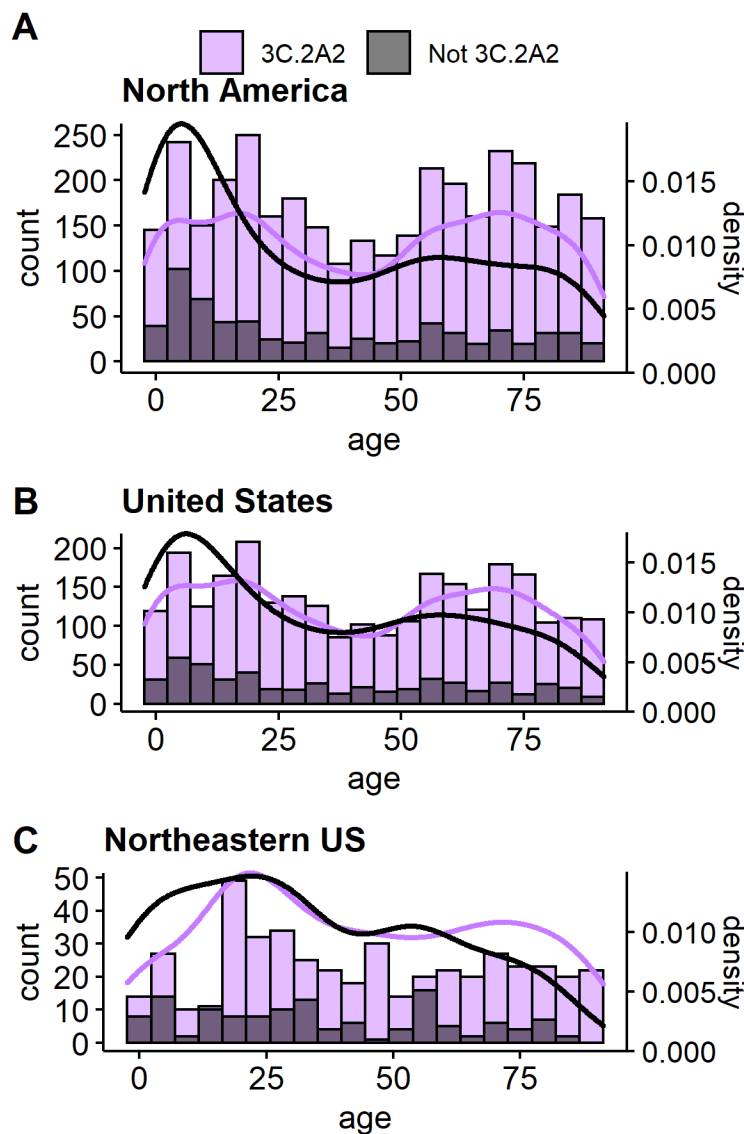 A
3C.2A2 Not 3C.2A2
North America
250
200
150
100
50
0
count
0.015
0.010
0.005
0.000
density
0 25 50 75
age
B
United States
200
150
100
50
0
count
0.015
0.010
0.005
0.000
density
0 25 50 75
age
C
Northeastern US
50
40
30
20
10
0
count
0.010
0.005
0.000
density
0 25 50 75
age